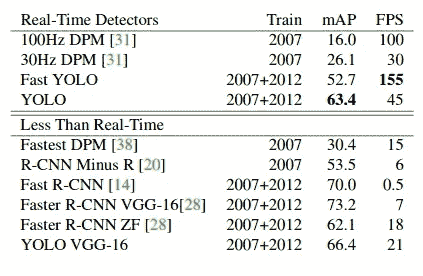 Real-Time Detectors Train mAP FPS
100Hz DPM [31] 2007 16.0 100
30Hz DPM [31] 2007 26.1 30
Fast YOLO 2007+2012 52.7 155
YOLO 2007+2012 63.4 45
Less Than Real-Time
Fastest DPM [38] 2007 30.4 15
R-CNN Minus R [20] 2007 53.5 6
Fast R-CNN [14] 2007+2012 70.0 0.5
Faster R-CNN VGG-16[28] 2007+2012 73.2 7
Faster R-CNN ZF [28] 2007+2012 62.1 18
YOLO VGG-16 2007+2012 66.4 21